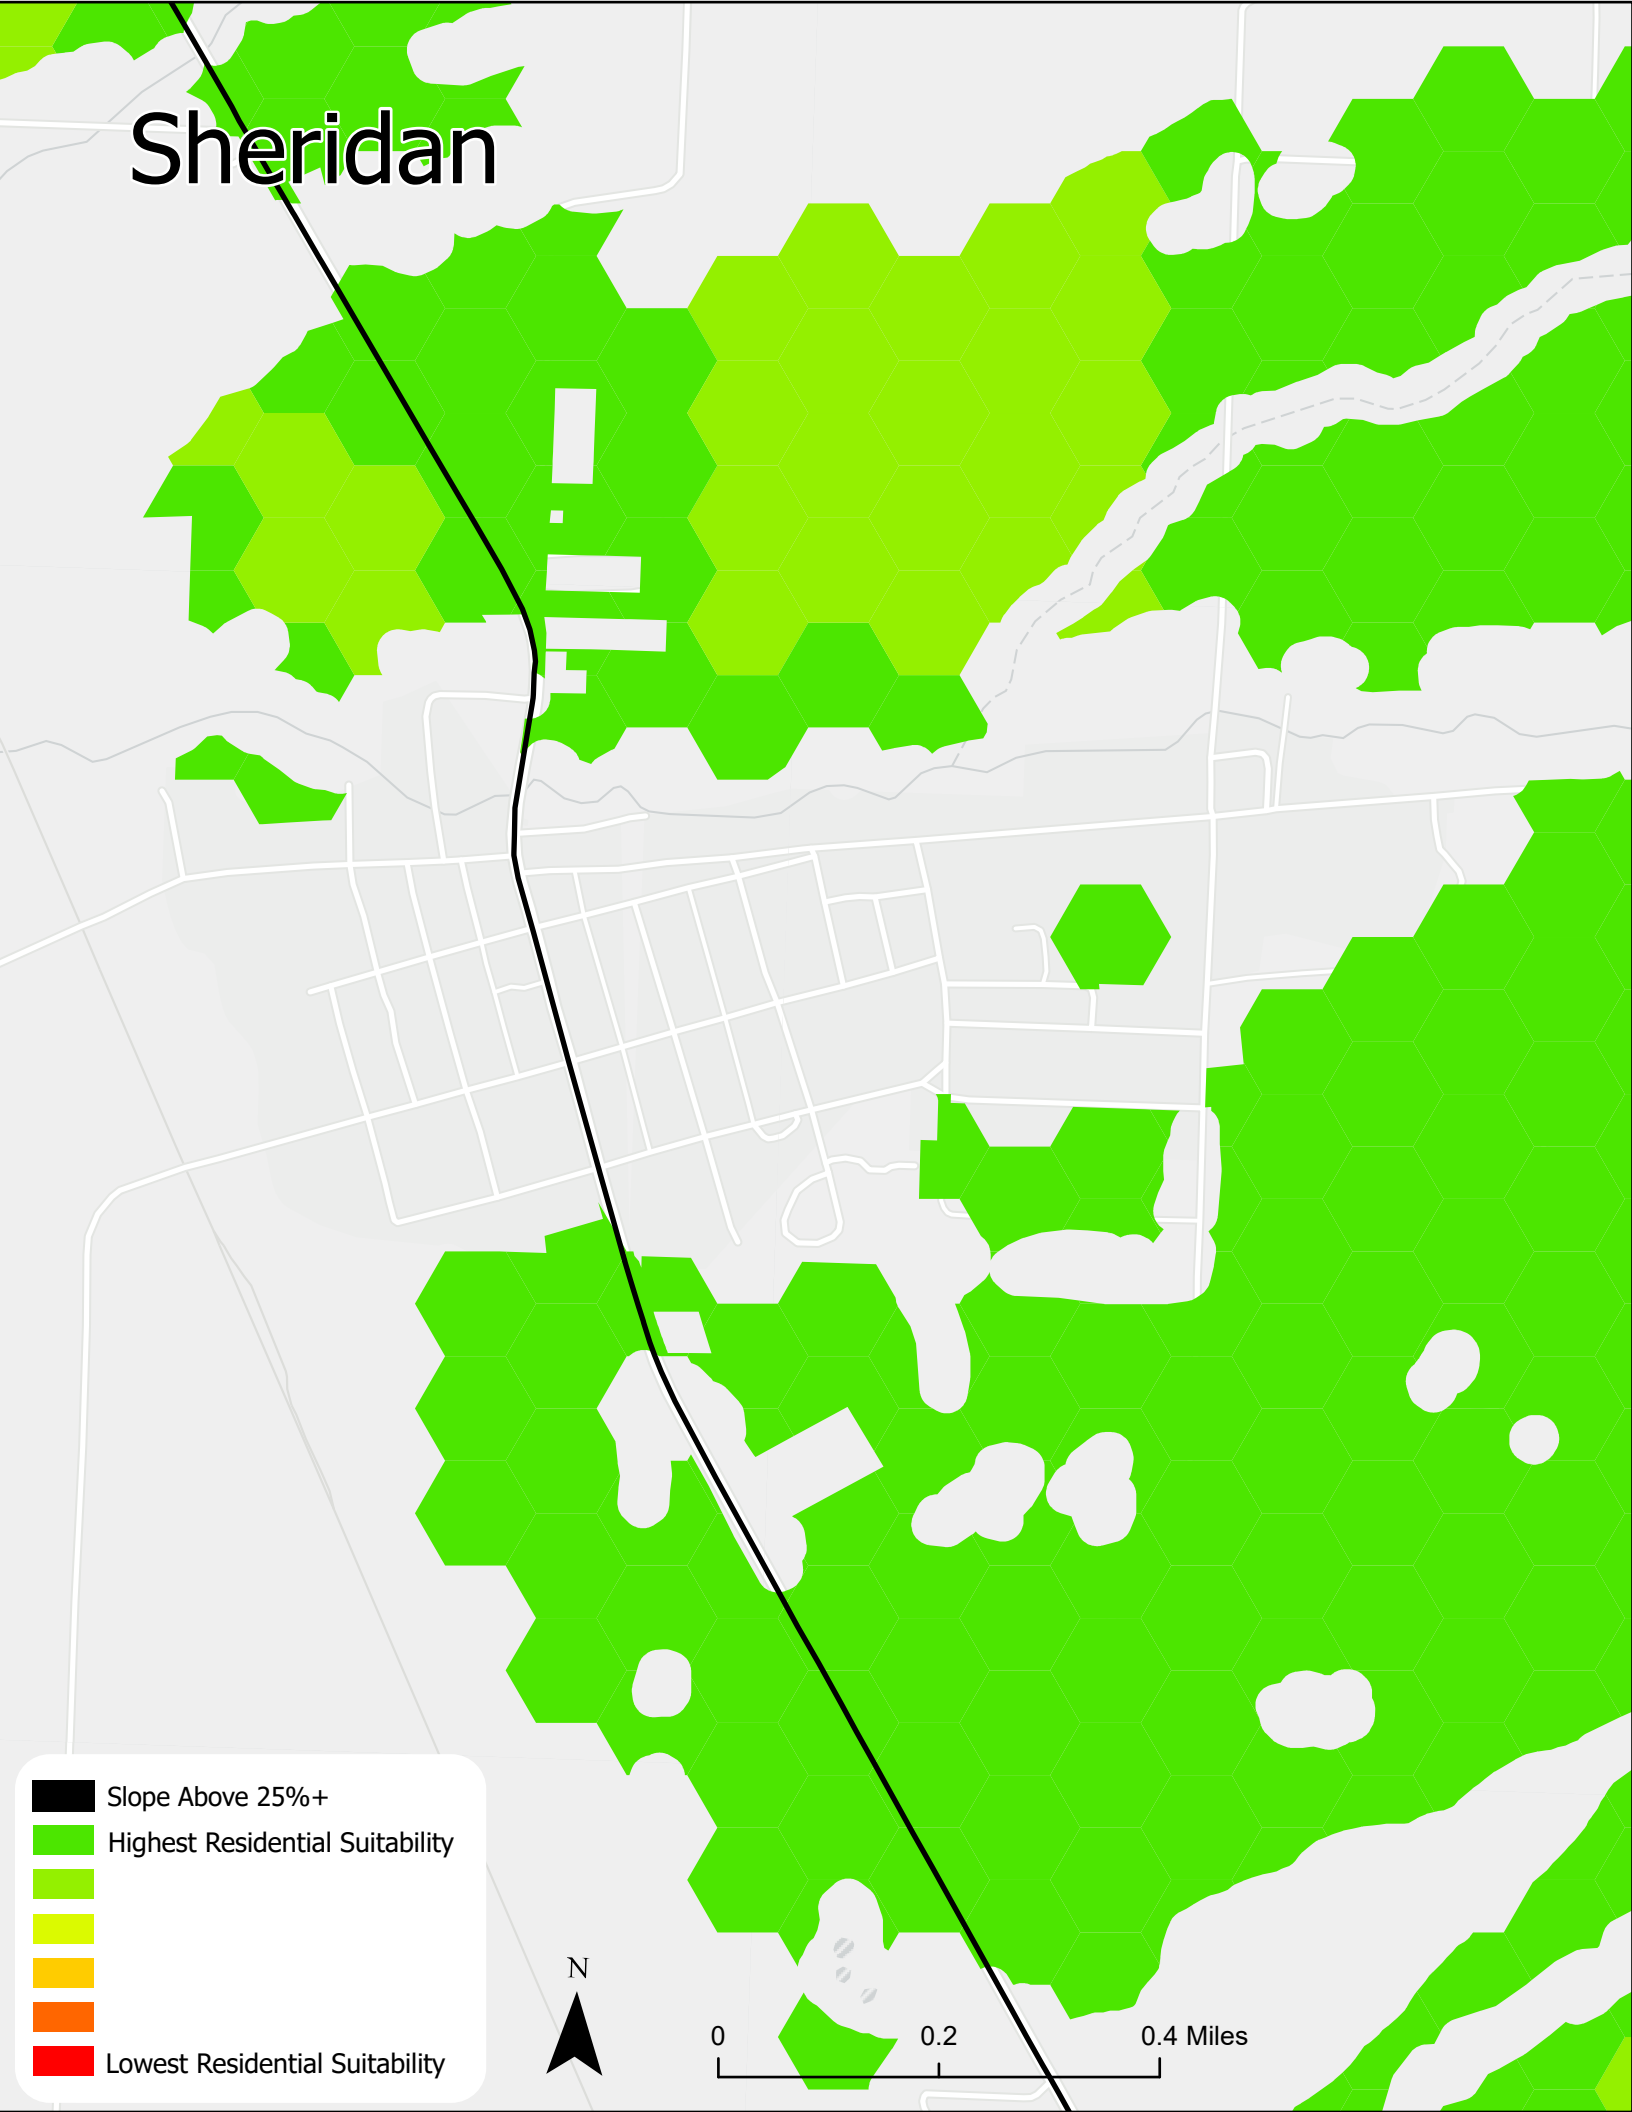 Sheridan
Slope Above 25%+
Highest Residential Suitability
Lowest Residential Suitability
N
0 0.2 0.4 Miles